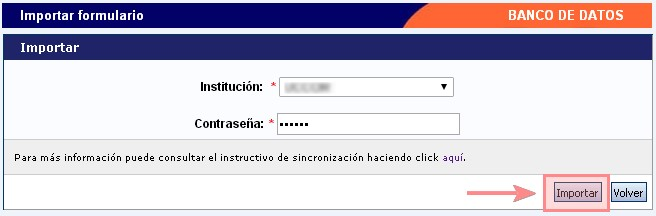 Importar formulario BANCO DE DATOS
Importar
Institución: *
Contraseña: * ••••••
Para más información puede consultar el instructivo de sincronización haciendo click aquí.
Importar Volver